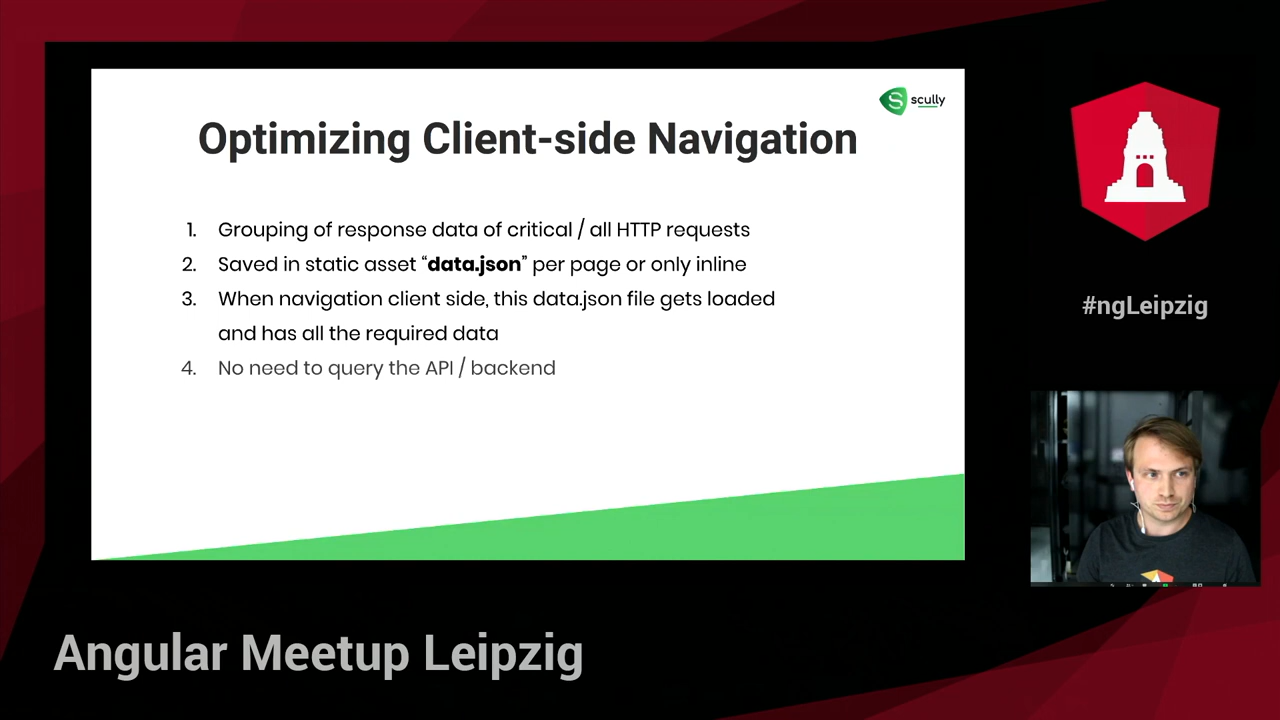 scully
Optimizing Client-side Navigation
1. Grouping of response data of critical / all HTTP requests
2. Saved in static asset “data.json” per page or only inline
3. When navigation client side, this data.json file gets loaded
and has all the required data
4. No need to query the API / backend
#ngLeipzig
Angular Meetup Leipzig